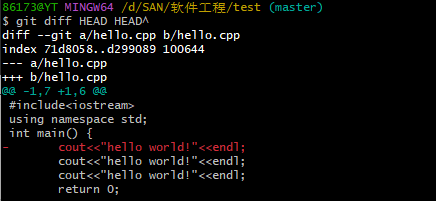 86173@YT MINGW64 /d/SAN/软件工程/test (master)
$ git diff HEAD HEAD^
diff --git a/hello.cpp b/hello.cpp
index 71d8058..d299089 100644
--- a/hello.cpp
+++ b/hello.cpp
@@ -1,7 +1,6 @@
 #include<iostream>
 using namespace std;
 int main() {
-        cout<<"hello world!"<<endl;
         cout<<"hello world!"<<endl;
         cout<<"hello world!"<<endl;
         return 0;